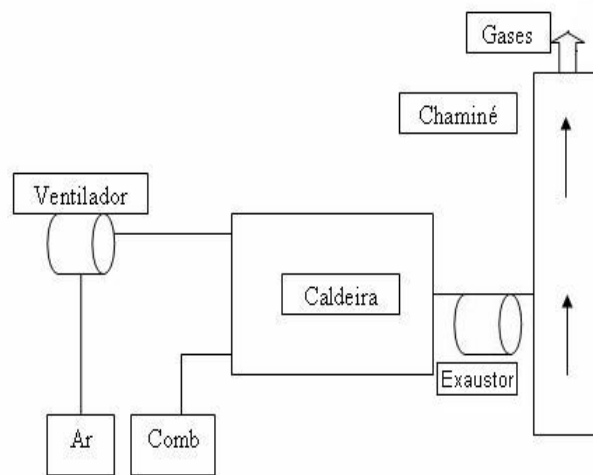 Gases
Chaminé
Ventilador
Caldeira
Exaustor
Ar
Comb